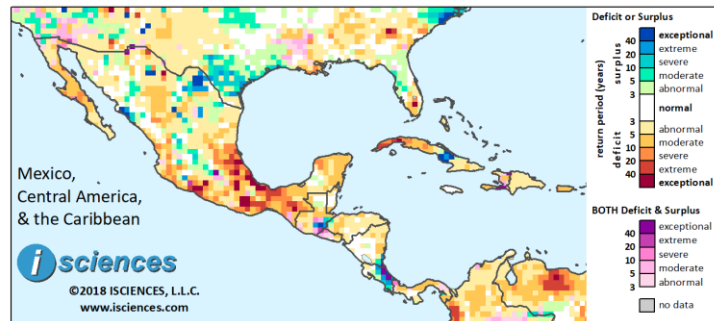 Deficit or Surplus
return period (years)
surplus
deficit
40
20
10
5
3
exceptional
extreme
severe
moderate
abnormal
normal
3
5
10
20
40
abnormal
moderate
severe
extreme
exceptional
BOTH Deficit & Surplus
40
20
10
5
3
exceptional
extreme
severe
moderate
abnormal
no data
Mexico,
Central America,
& the Caribbean
i sciences
©2018 ISCIENCES, L.L.C.
www.isciences.com